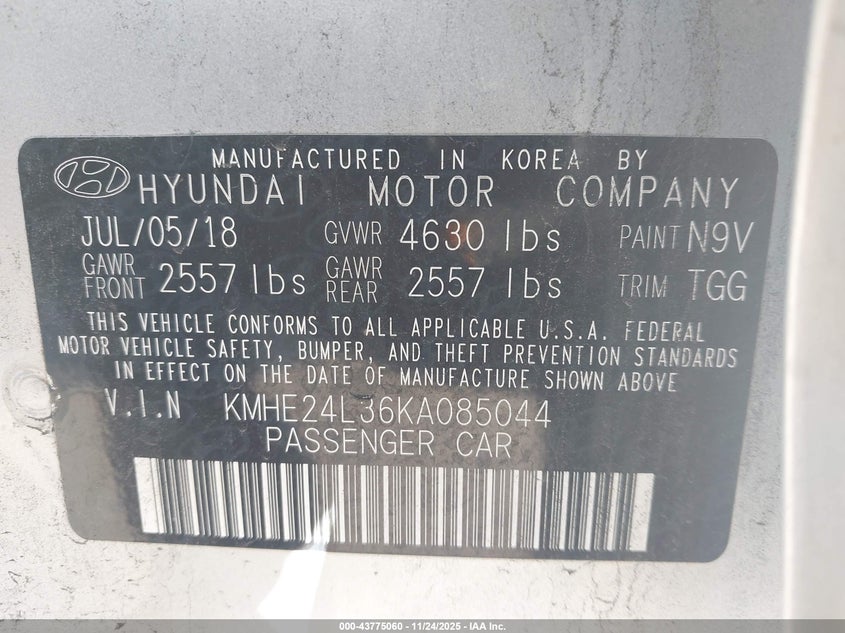 MANUFACTURED IN KOREA BY
HYUNDAI MOTOR COMPANY
JUL/05/18 GVWR 4630 lbs PAINT N9V
GAWR FRONT 2557 lbs GAWR REAR 2557 lbs TRIM TGG
THIS VEHICLE CONFORMS TO ALL APPLICABLE U.S.A. FEDERAL
MOTOR VEHICLE SAFETY, BUMPER, AND THEFT PREVENTION STANDARDS
IN EFFECT ON THE DATE OF MANUFACTURE SHOWN ABOVE
V.I.N KMHE24L36KA085044
PASSENGER CAR
000-43775060 - 11/24/2025 - IAA Inc.